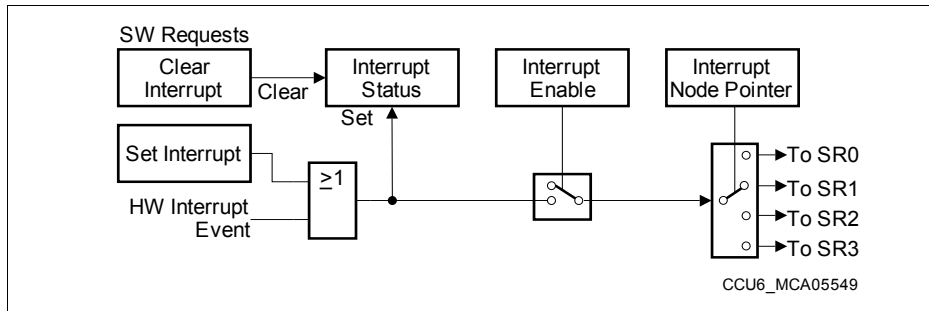 SW Requests
Clear
Interrupt
Clear
Interrupt
Status
Set
Interrupt
Enable
Interrupt
Node Pointer
Set Interrupt
≥1
HW Interrupt
Event
To SR0
To SR1
To SR2
To SR3
CCU6_MCA05549